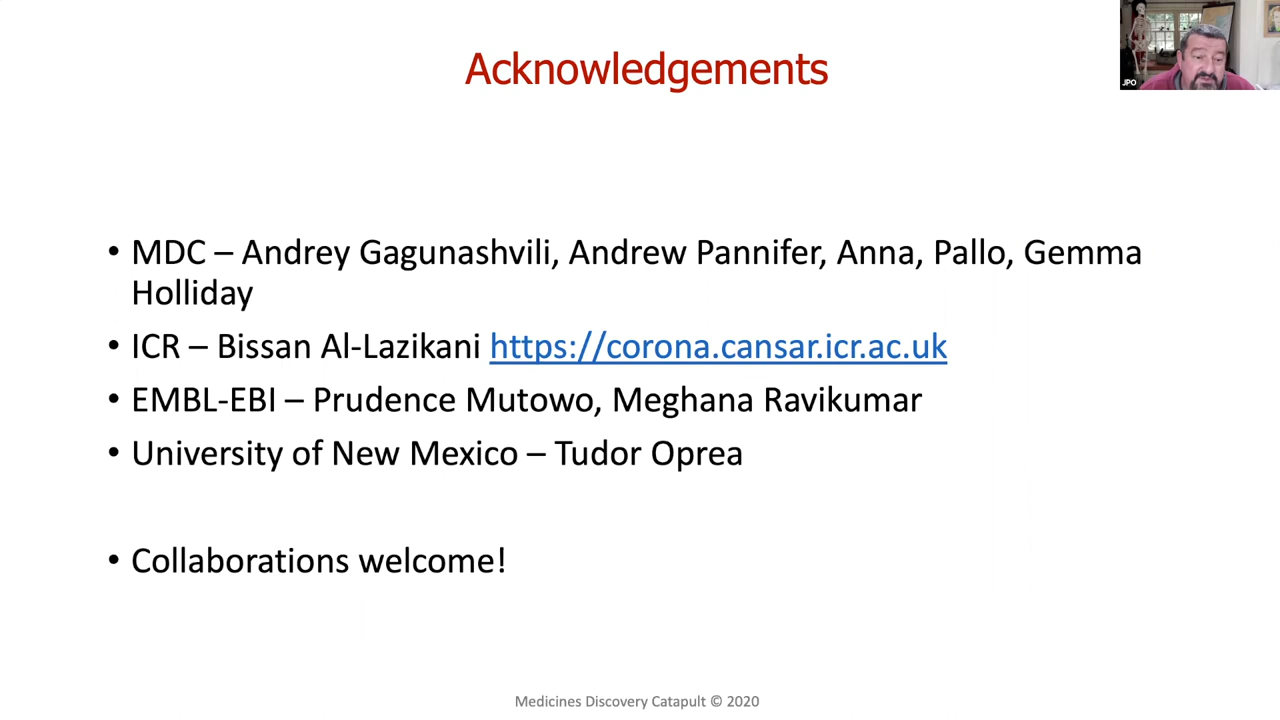 Acknowledgements
JPO
• MDC – Andrey Gagunashvili, Andrew Pannifer, Anna, Pallo, Gemma
Holliday
• ICR – Bissan Al-Lazikani https://corona.cansar.icr.ac.uk
• EMBL-EBI – Prudence Mutowo, Meghana Ravikumar
• University of New Mexico – Tudor Oprea
• Collaborations welcome!
Medicines Discovery Catapult © 2020